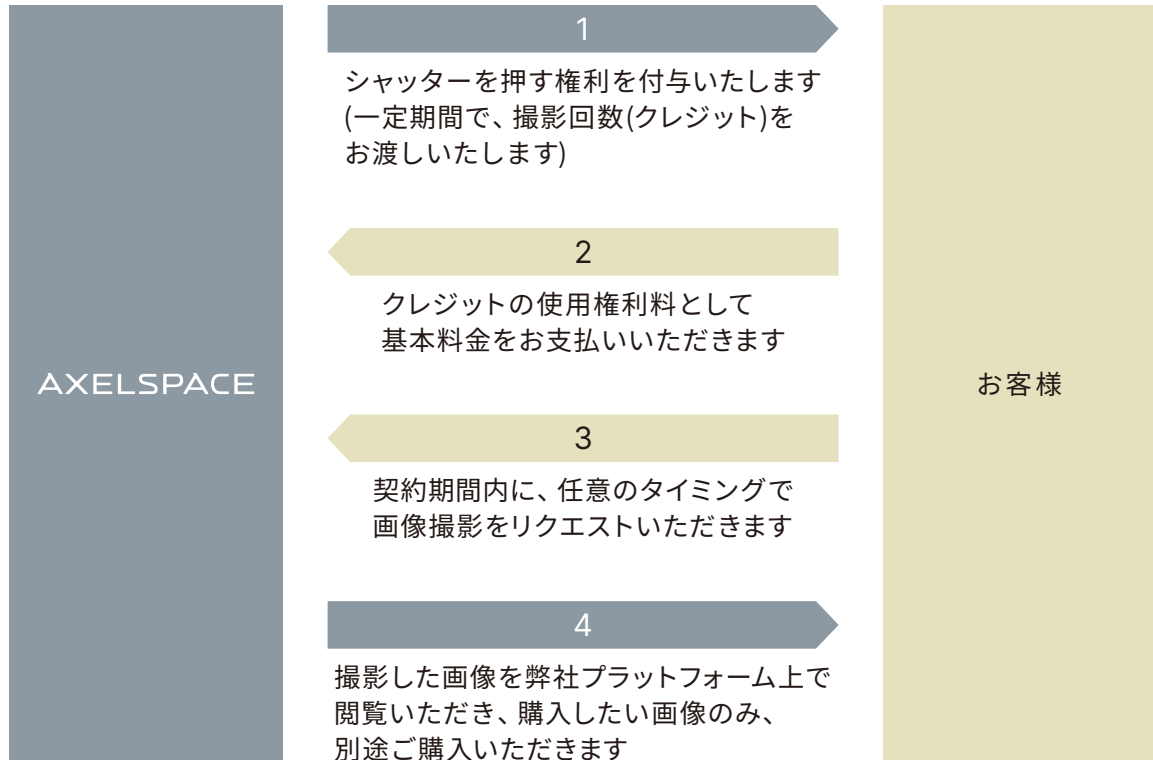 1
シャッターを押す権利を付与いたします
(一定期間で、撮影回数(クレジット)を
お渡しいたします)
2
クレジットの使用権利料として
基本料金をお支払いいただきます
AXELSPACE
お客様
3
契約期間内に、任意のタイミングで
画像撮影をリクエストいただきます
4
撮影した画像を弊社プラットフォーム上で
閲覧いただき、購入したい画像のみ、
別途ご購入いただきます